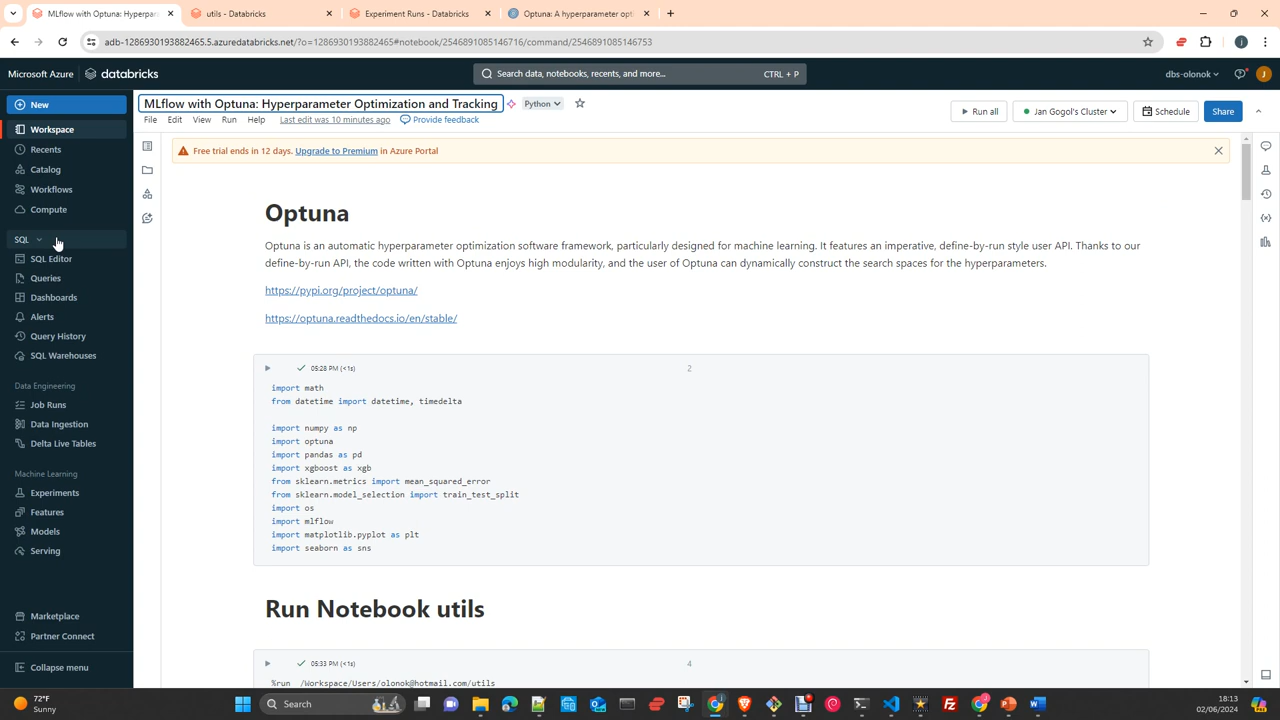 MLflow with Optuna: Hyperpara
utils - Databricks
Experiment Runs - Databricks
Optuna: A hyperparameter opti
adb-1286930193882465.5.azuredatabricks.net/?o=1286930193882465#notebook/2546891085146716/command/2546891085146753
Microsoft Azure
databricks
Search data, notebooks, recents, and more...
CTRL + P
dbs-olonok
J
New
MLflow with Optuna: Hyperparameter Optimization and Tracking
Python
File Edit View Run Help Last edit was 10 minutes ago Provide feedback
Run all
Jan Gogol's Cluster
Schedule
Share
Workspace
Recents
Catalog
Workflows
Compute
SQL
SQL Editor
Queries
Dashboards
Alerts
Query History
SQL Warehouses
Data Engineering
Job Runs
Data Ingestion
Delta Live Tables
Machine Learning
Experiments
Features
Models
Serving
Marketplace
Partner Connect
Collapse menu
Free trial ends in 12 days. Upgrade to Premium in Azure Portal
Optuna
Optuna is an automatic hyperparameter optimization software framework, particularly designed for machine learning. It features an imperative, define-by-run style user API. Thanks to our
define-by-run API, the code written with Optuna enjoys high modularity, and the user of Optuna can dynamically construct the search spaces for the hyperparameters.
https://pypi.org/project/optuna/
https://optuna.readthedocs.io/en/stable/
05:28 PM (<1s)
2
import math
from datetime import datetime, timedelta
import numpy as np
import optuna
import pandas as pd
import xgboost as xgb
from sklearn.metrics import mean_squared_error
from sklearn.model_selection import train_test_split
import os
import mlflow
import matplotlib.pyplot as plt
import seaborn as sns
Run Notebook utils
05:33 PM (<1s)
4
%run /Workspace/Users/olonok@hotmail.com/utils
72°F
Sunny
Search
18:13
02/06/2024